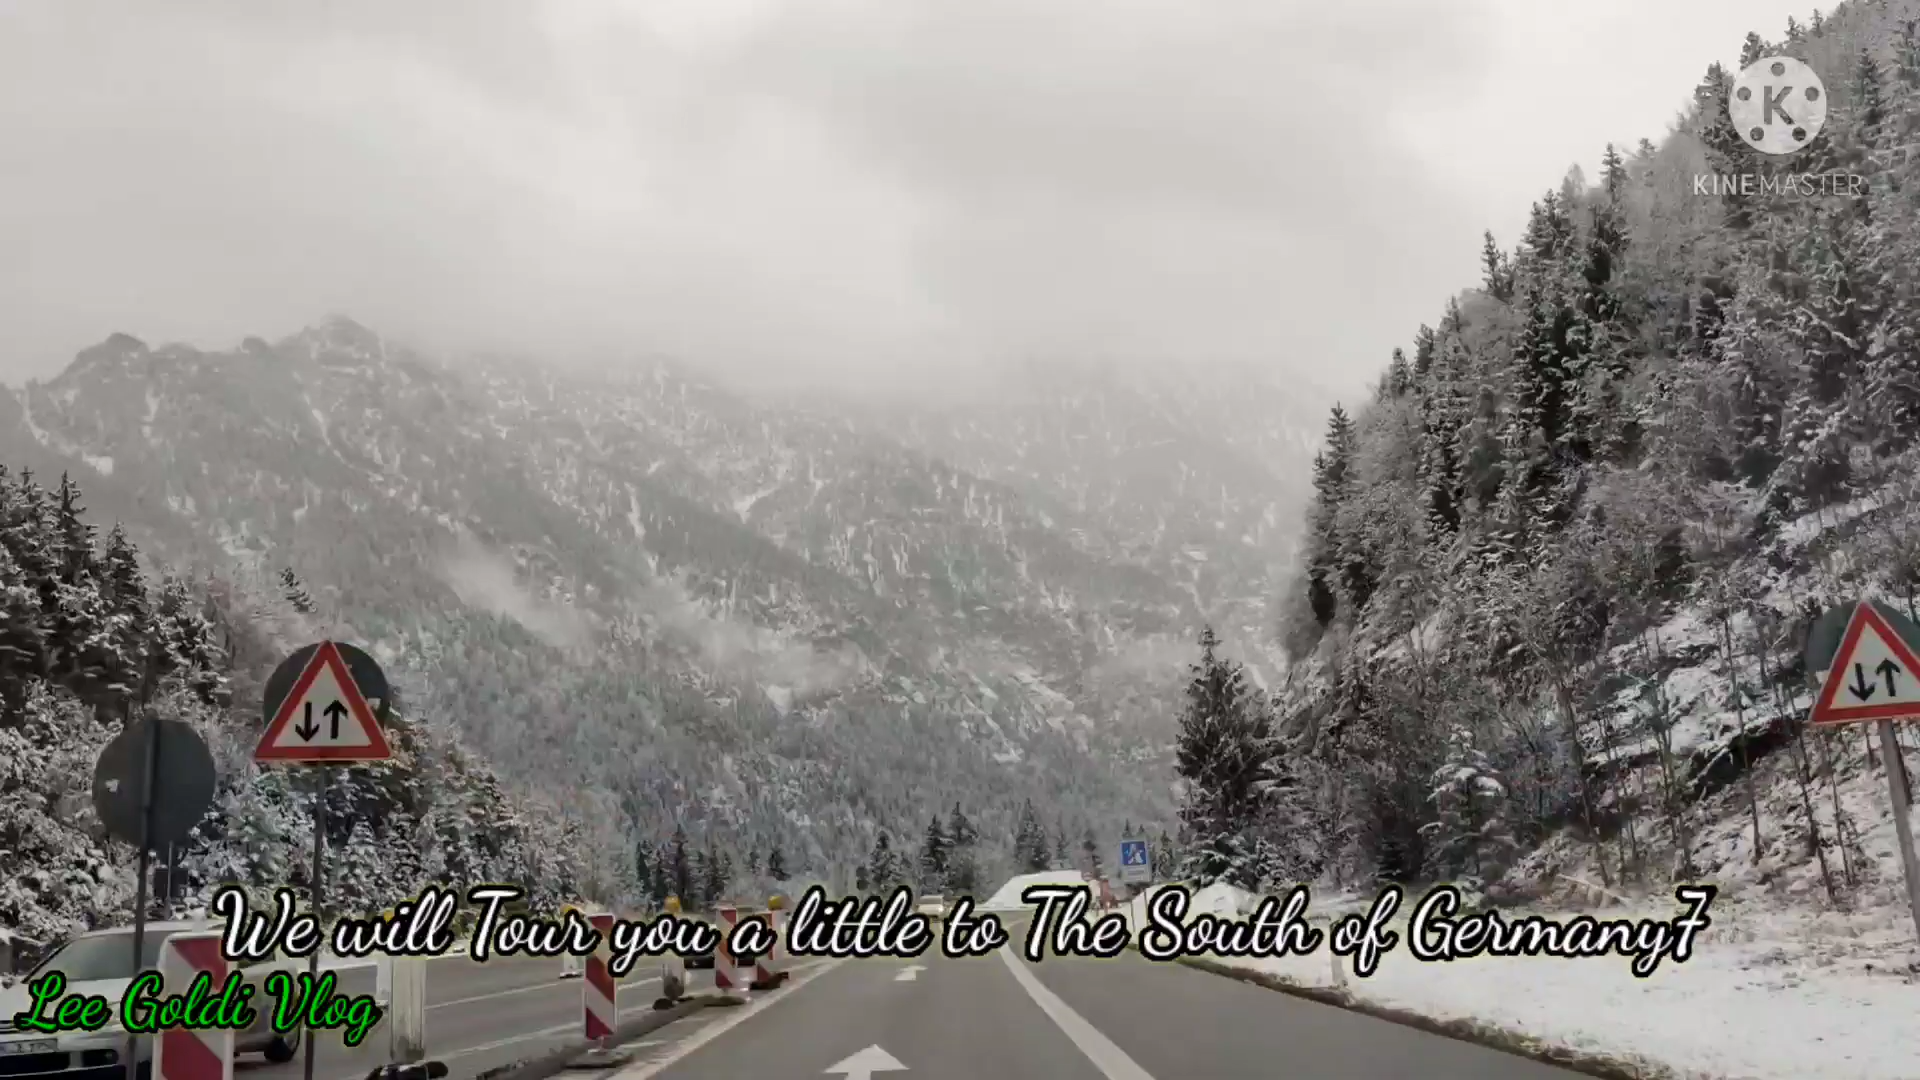 K
KINEMASTER
We will Tour you a little to The South of Germany7
Lee Goldi Vlog